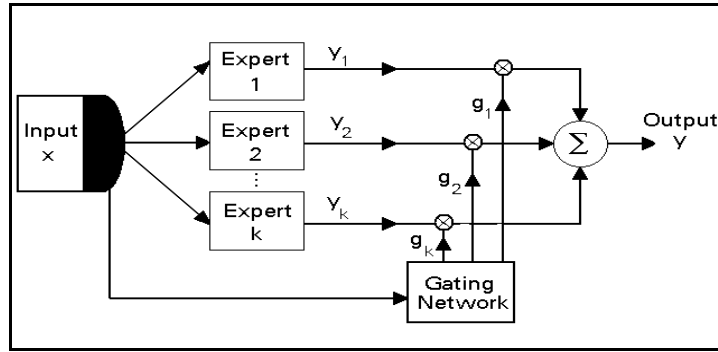 Input
x
Expert
1
Y1
g1
Expert
2
Y2
g2
⋮
Expert
k
Yk
gk
Gating
Network
Σ
Output
Y